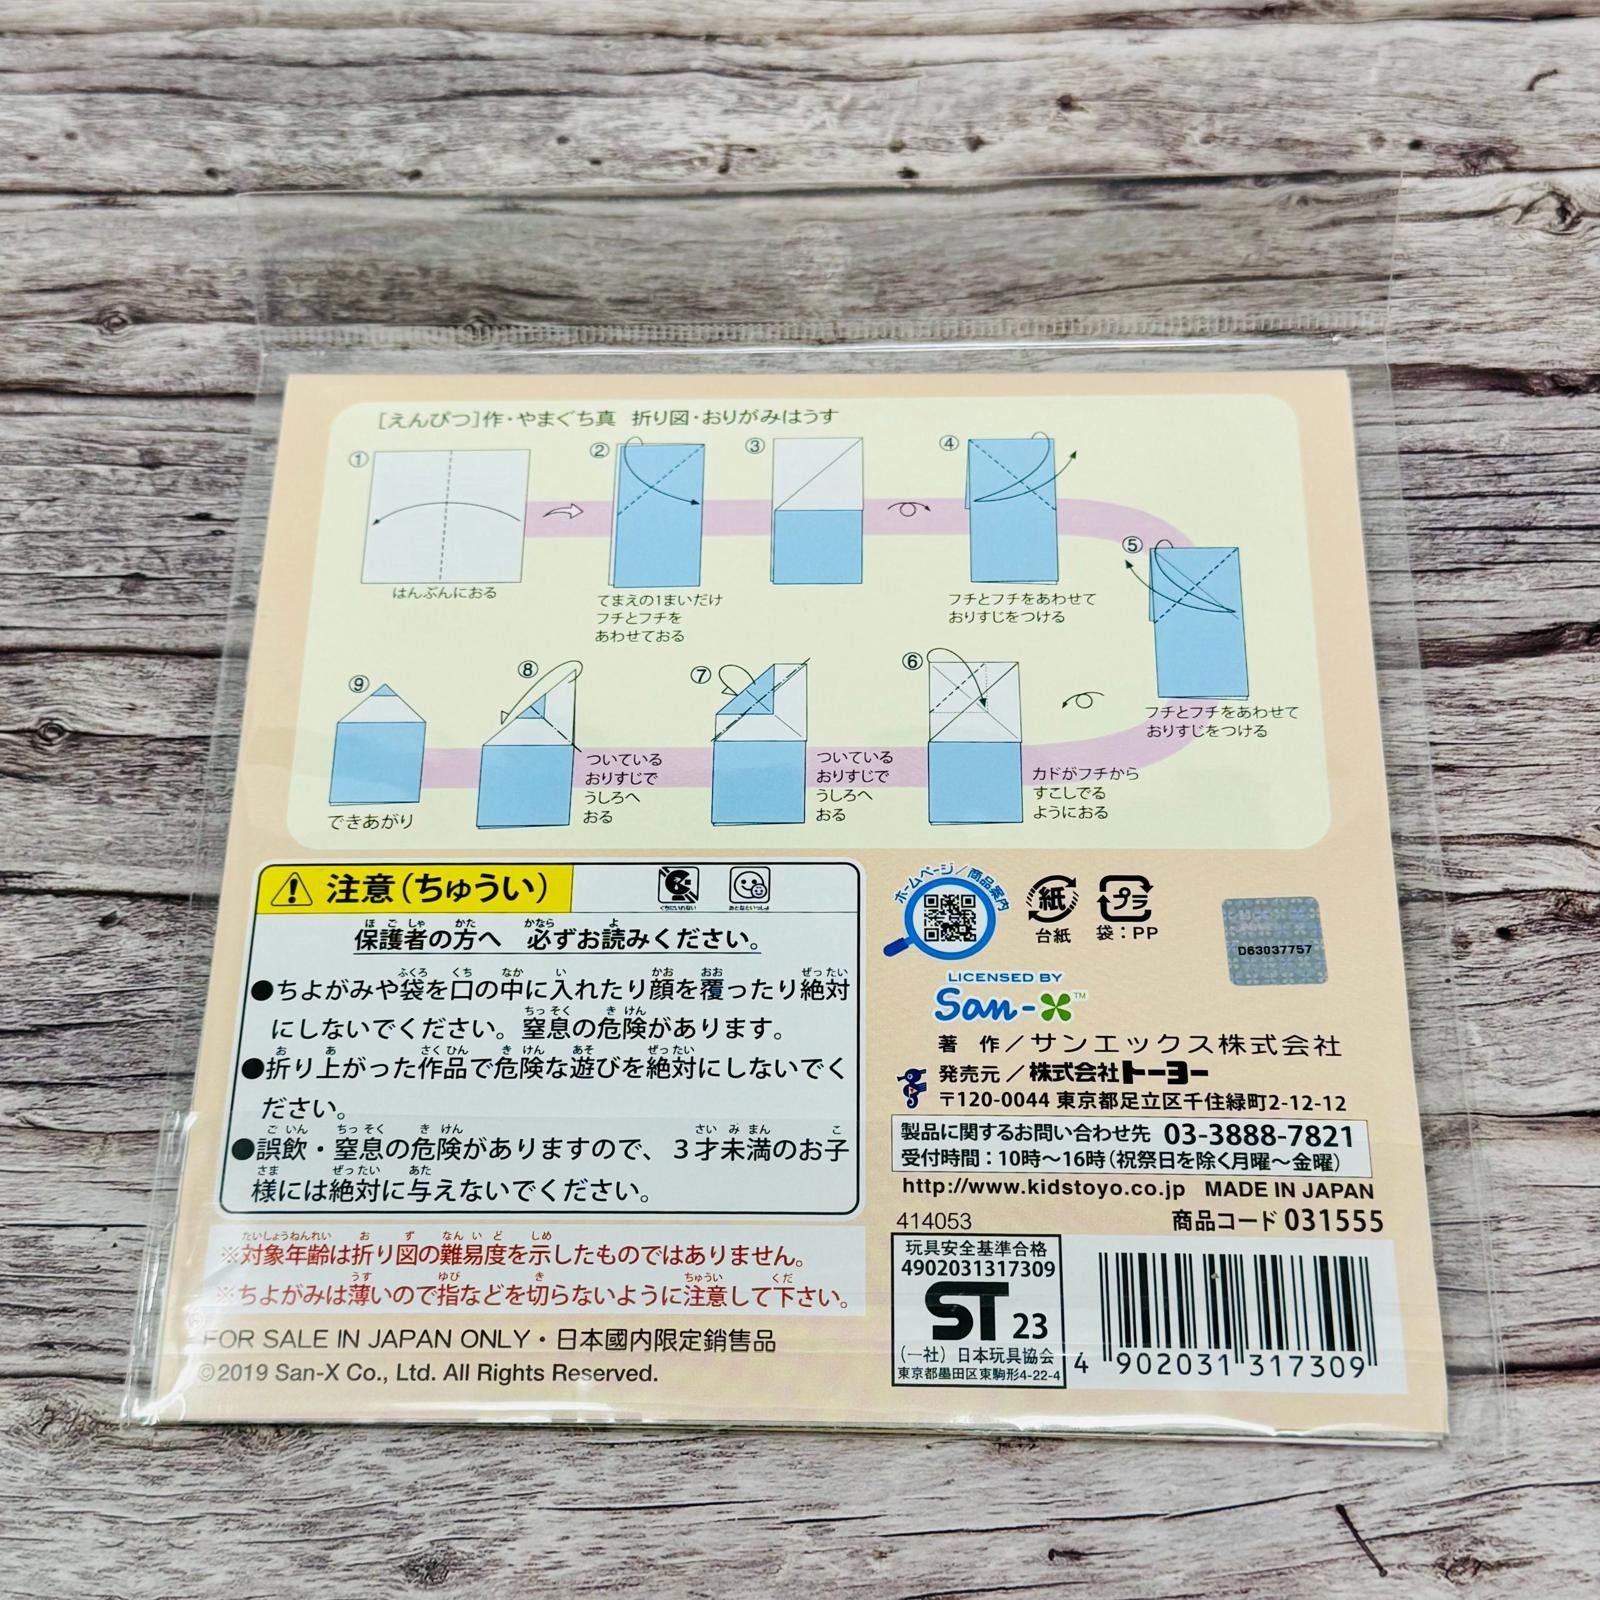 [えんぴつ]作・やまぐち真 折り図・おりがみはうす
①
はんぶんにおる
②
てまえの1まいだけ
フチとフチを
あわせておる
③
④
フチとフチをあわせて
おりすじをつける
⑤
フチとフチをあわせて
おりすじをつける
⑥
カドがフチから
すこしでる
ようにおる
⑦
ついている
おりすじで
うしろへ
おる
⑧
ついている
おりすじで
うしろへ
おる
⑨
できあがり
注意(ちゅうい)
くちにいれない
おとなといっしょ
保護者の方へ 必ずお読みください。
●ちよがみや袋を口の中に入れたり顔を覆ったり絶対
にしないでください。窒息の危険があります。
●折り上がった作品で危険な遊びを絶対にしないでく
ださい。
●誤飲・窒息の危険がありますので、3才未満のお子
様には絶対に与えないでください。
※対象年齢は折り図の難易度を示したものではありません。
※ちよがみは薄いので指などを切らないように注意して下さい。
FOR SALE IN JAPAN ONLY・日本國内限定銷售品
©2019 San-X Co., Ltd. All Rights Reserved.
ホームページ/商品案内
紙
台紙
プラ
袋:PP
D63037757
LICENSED BY
San-X™
著 作/サンエックス株式会社
発売元/株式会社トーヨー
〒120-0044 東京都足立区千住緑町2-12-12
製品に関するお問い合わせ先 03-3888-7821
受付時間:10時〜16時(祝祭日を除く月曜〜金曜)
http://www.kidstoyo.co.jp MADE IN JAPAN
414053 商品コード 031555
玩具安全基準合格
4902031317309
ST 23
(一社)日本玩具協会
東京都墨田区東駒形4-22-4
4 902031 317309